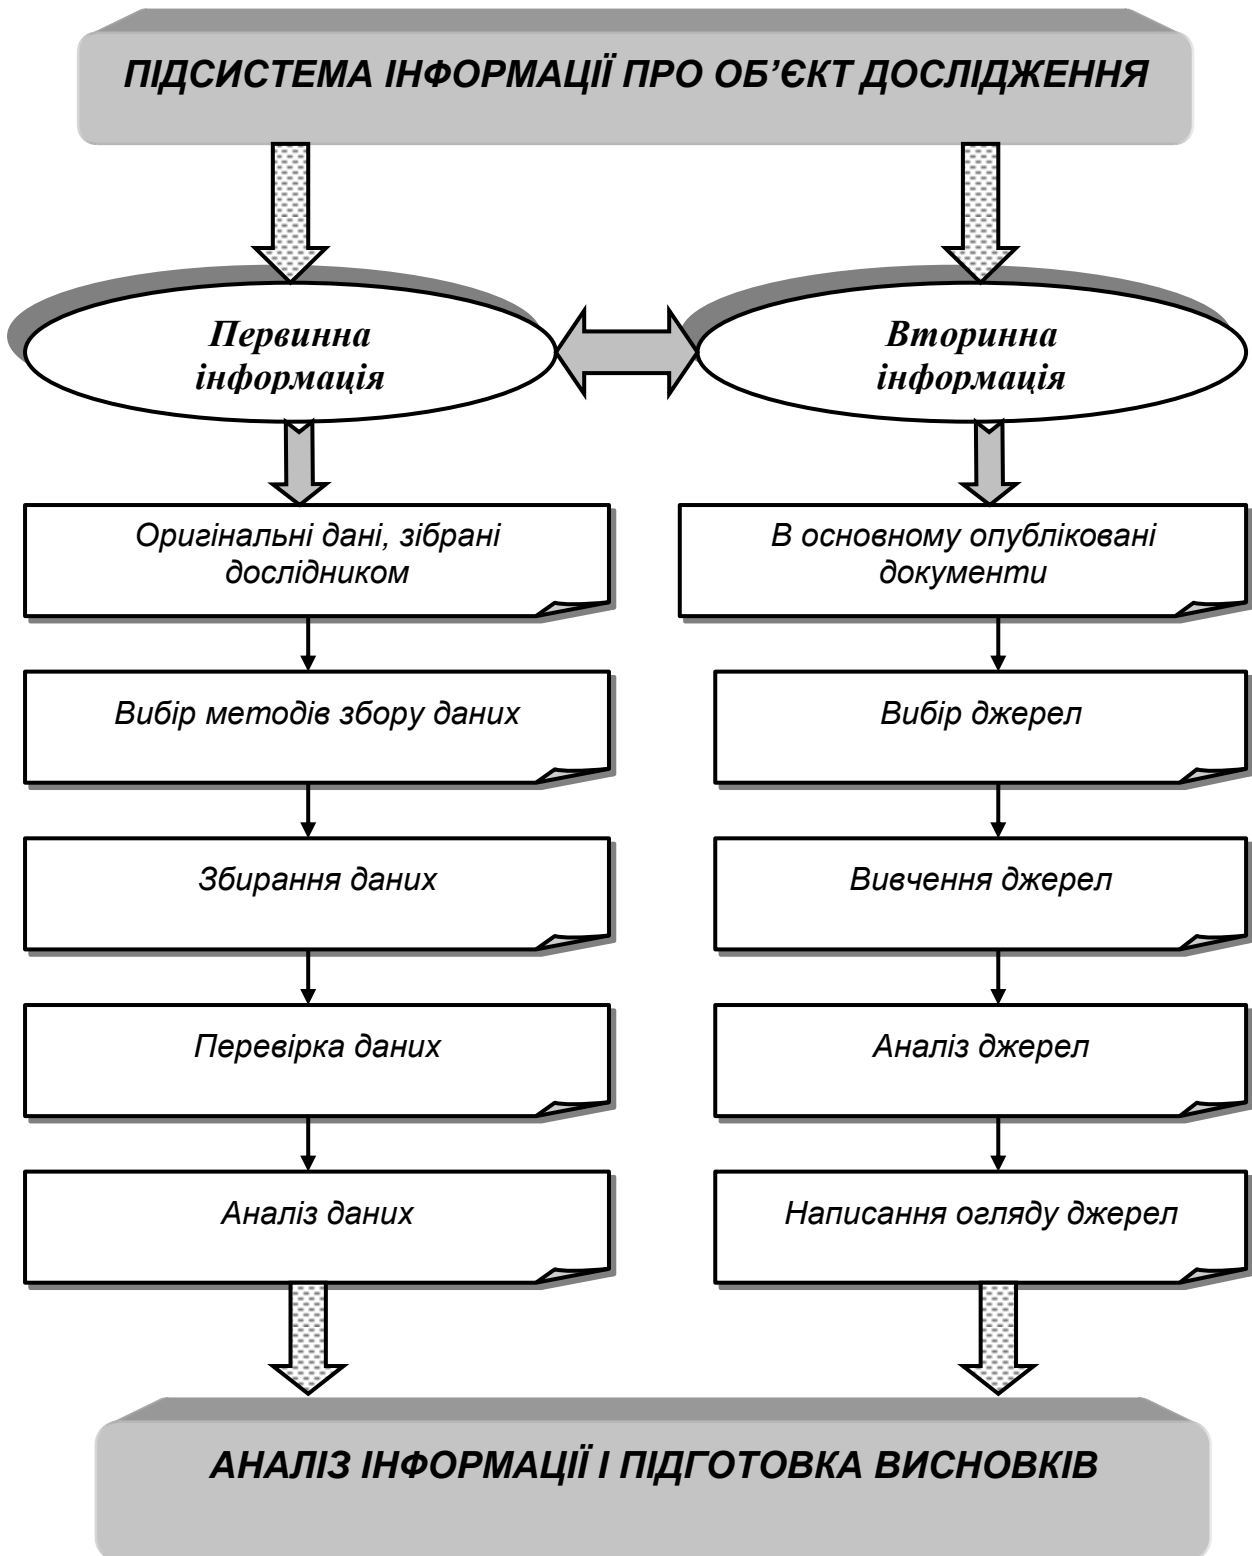 ПІДСИСТЕМА ІНФОРМАЦІЇ ПРО ОБ’ЄКТ ДОСЛІДЖЕННЯ
Первинна
інформація
Вторинна
інформація
Оригінальні дані, зібрані
дослідником
В основному опубліковані
документи
Вибір методів збору даних
Вибір джерел
Збирання даних
Вивчення джерел
Перевірка даних
Аналіз джерел
Аналіз даних
Написання огляду джерел
АНАЛІЗ ІНФОРМАЦІЇ І ПІДГОТОВКА ВИСНОВКІВ